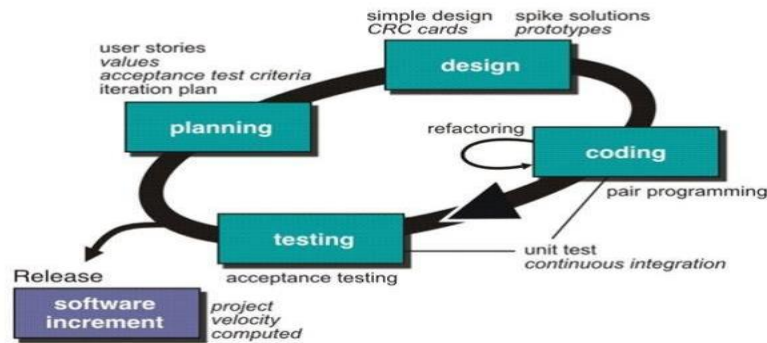 simple design
CRC cards
spike solutions
prototypes
design
user stories
values
acceptance test criteria
iteration plan
planning
refactoring
coding
pair programming
testing
unit test
continuous integration
acceptance testing
Release
software
increment
project
velocity
computed